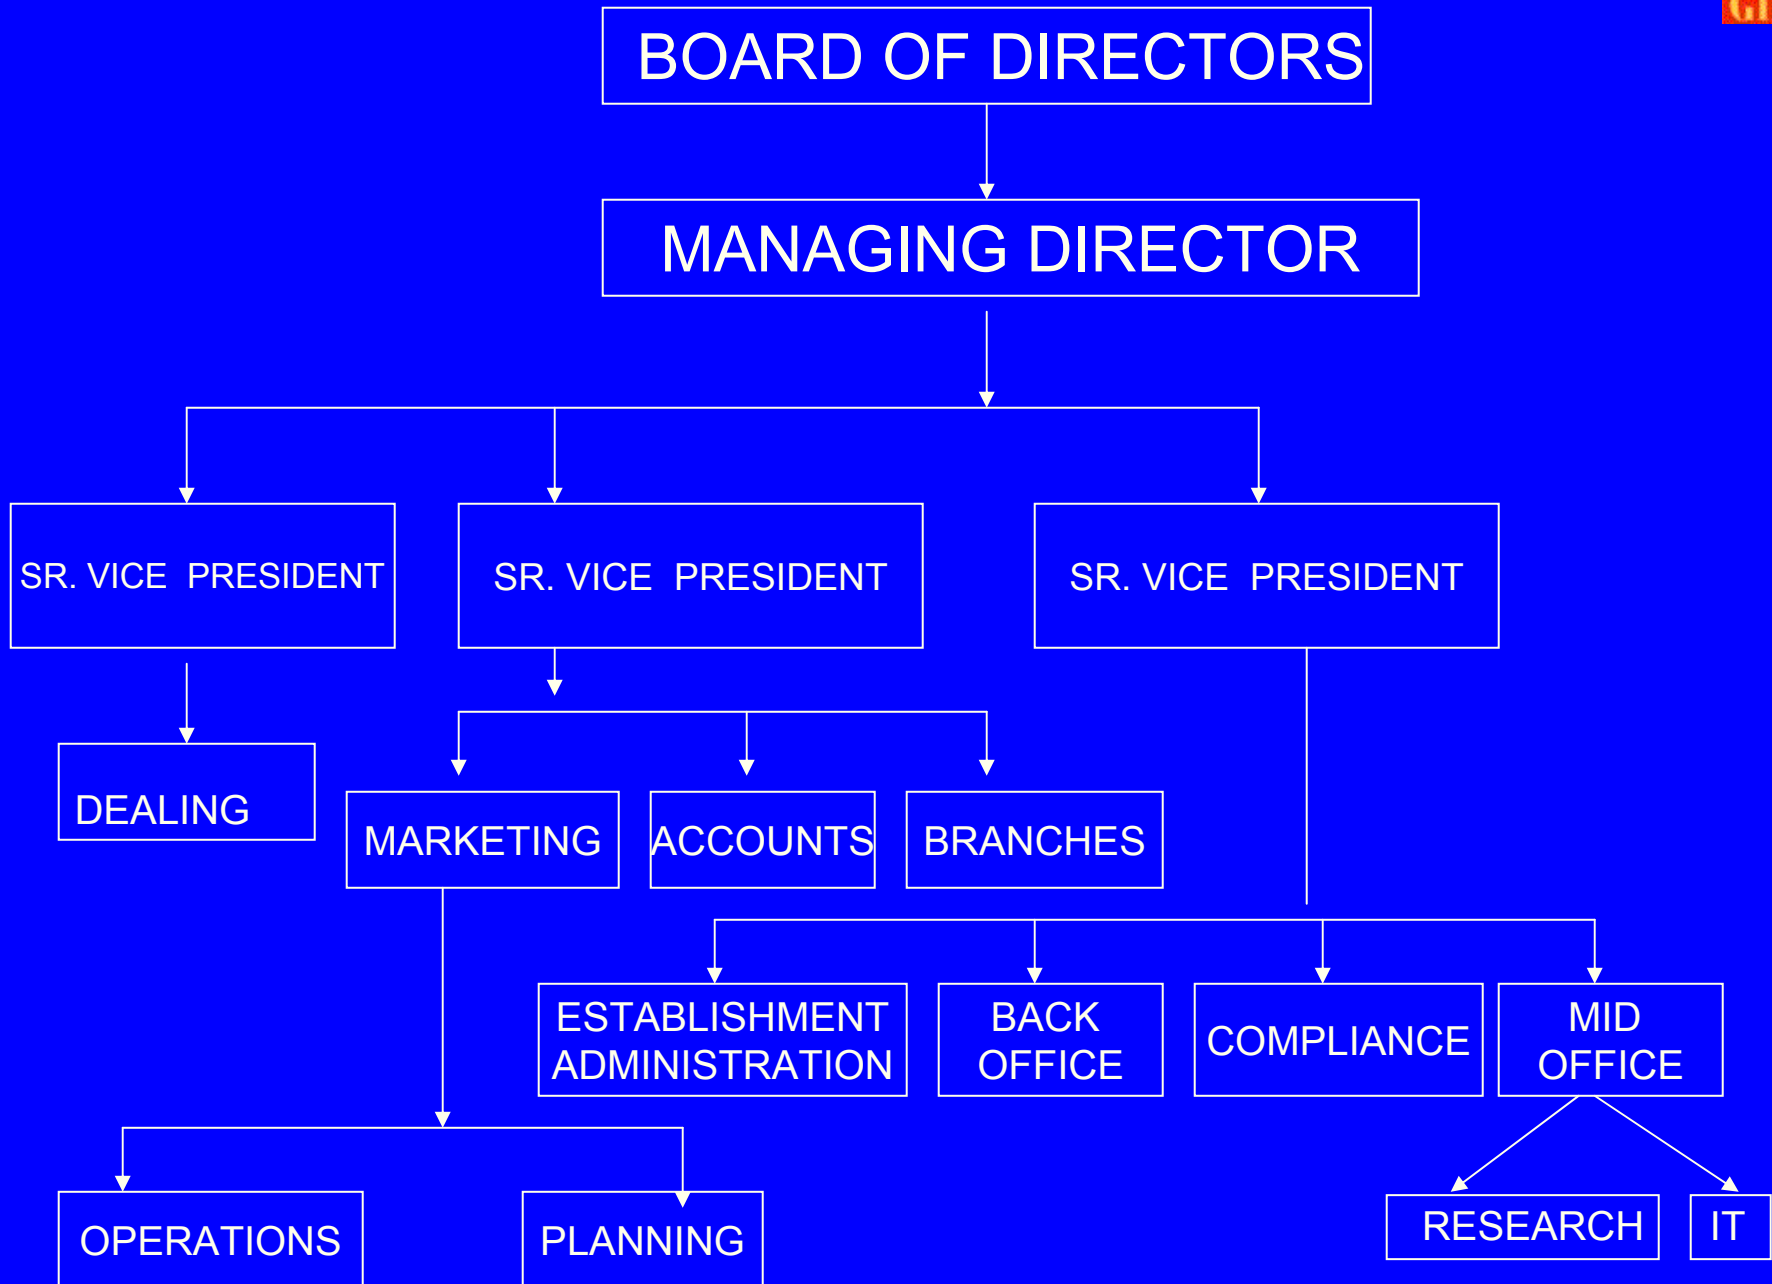 BOARD OF DIRECTORS
MANAGING DIRECTOR
SR. VICE PRESIDENT
SR. VICE PRESIDENT
SR. VICE PRESIDENT
DEALING
MARKETING
ACCOUNTS
BRANCHES
ESTABLISHMENT
ADMINISTRATION
BACK
OFFICE
COMPLIANCE
MID
OFFICE
OPERATIONS
PLANNING
RESEARCH
IT